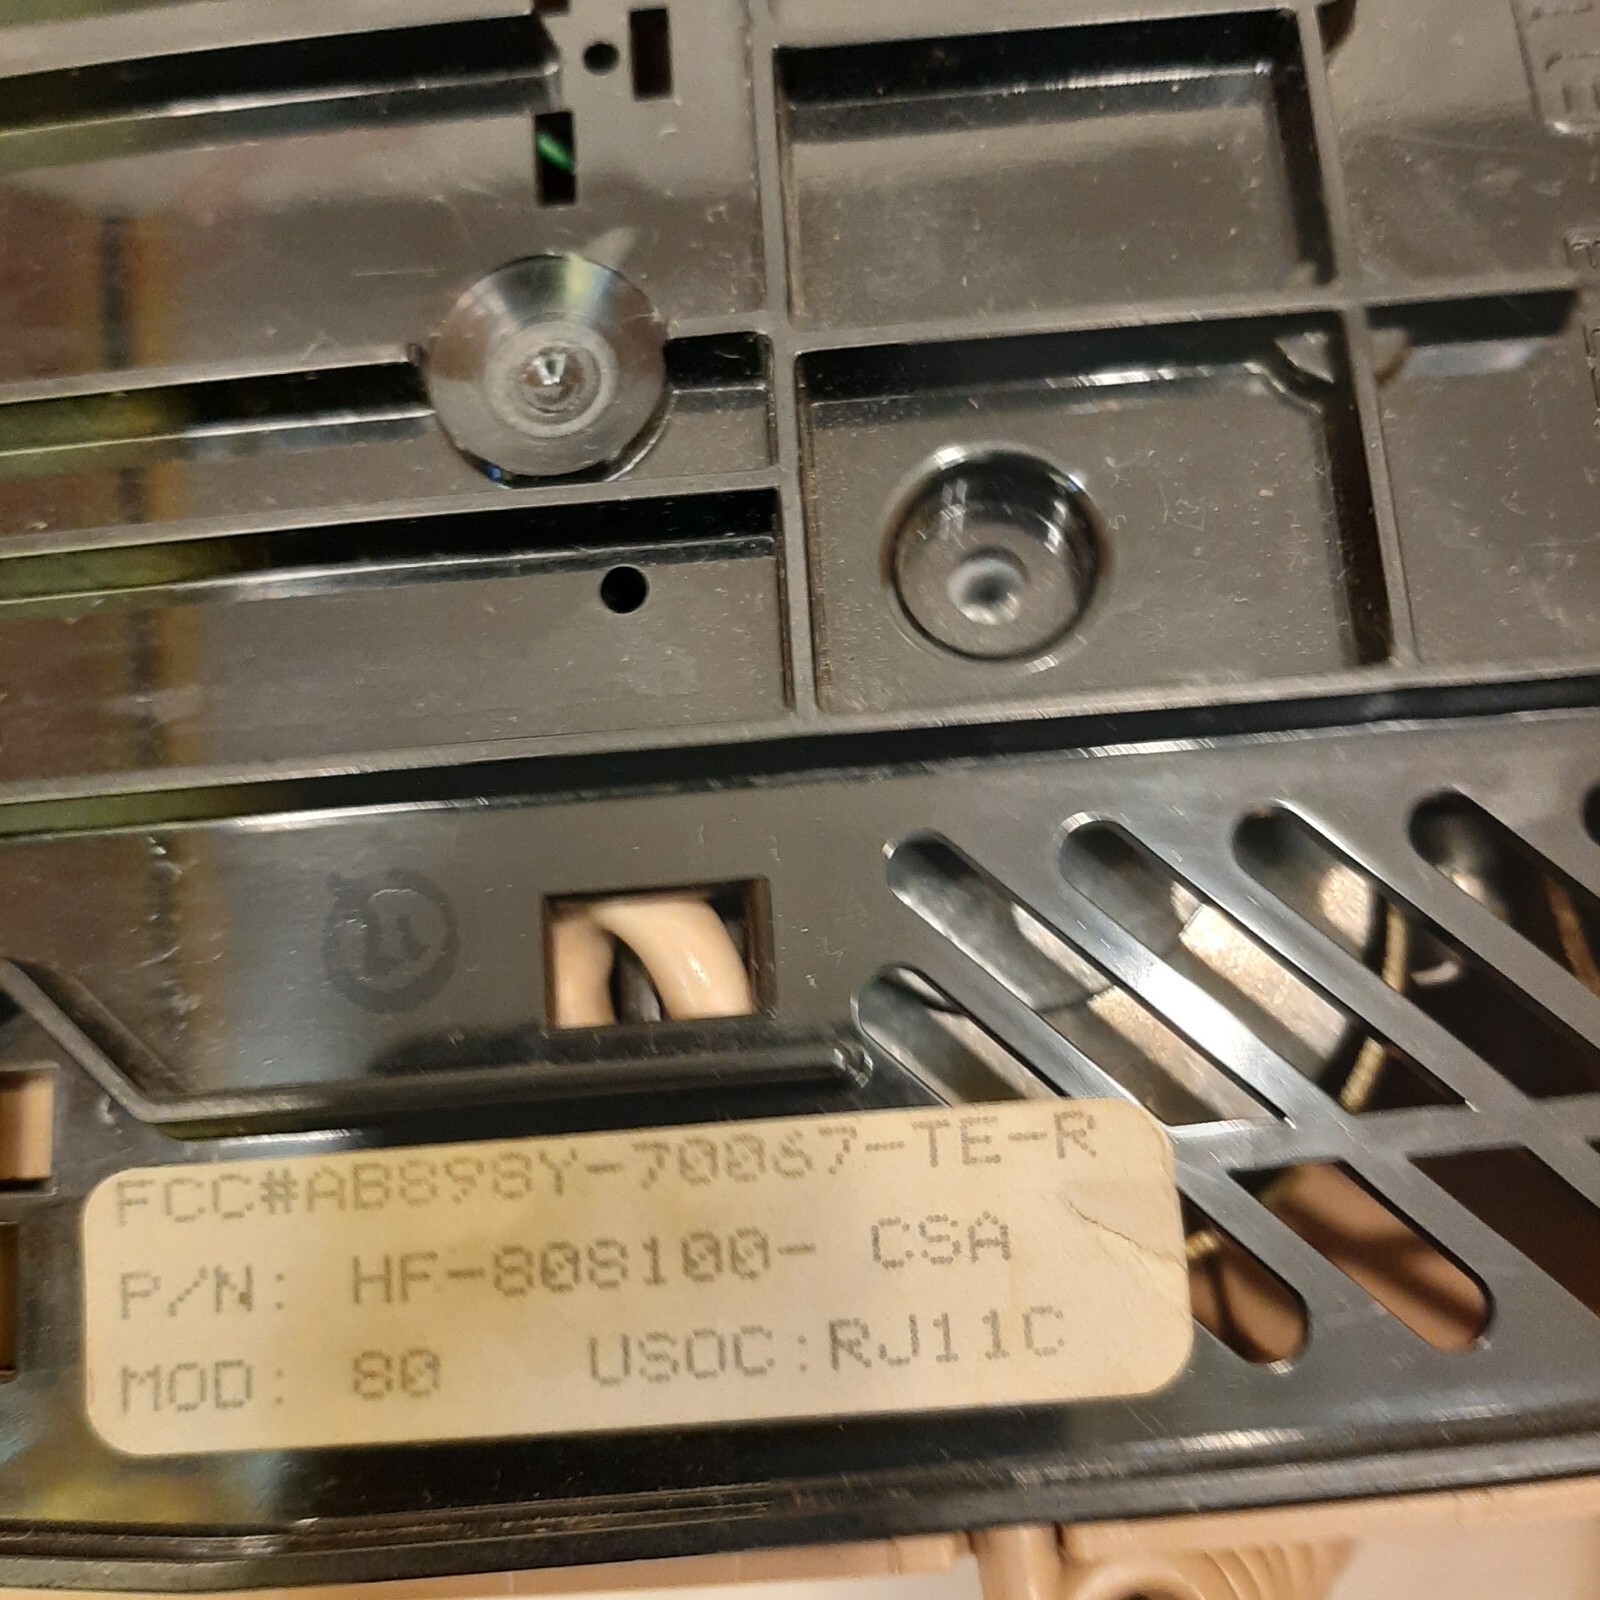 FCC#AB898Y-70067-TE-R
P/N: HF-808100- CSA
MOD: 80 USOC:RJ11C